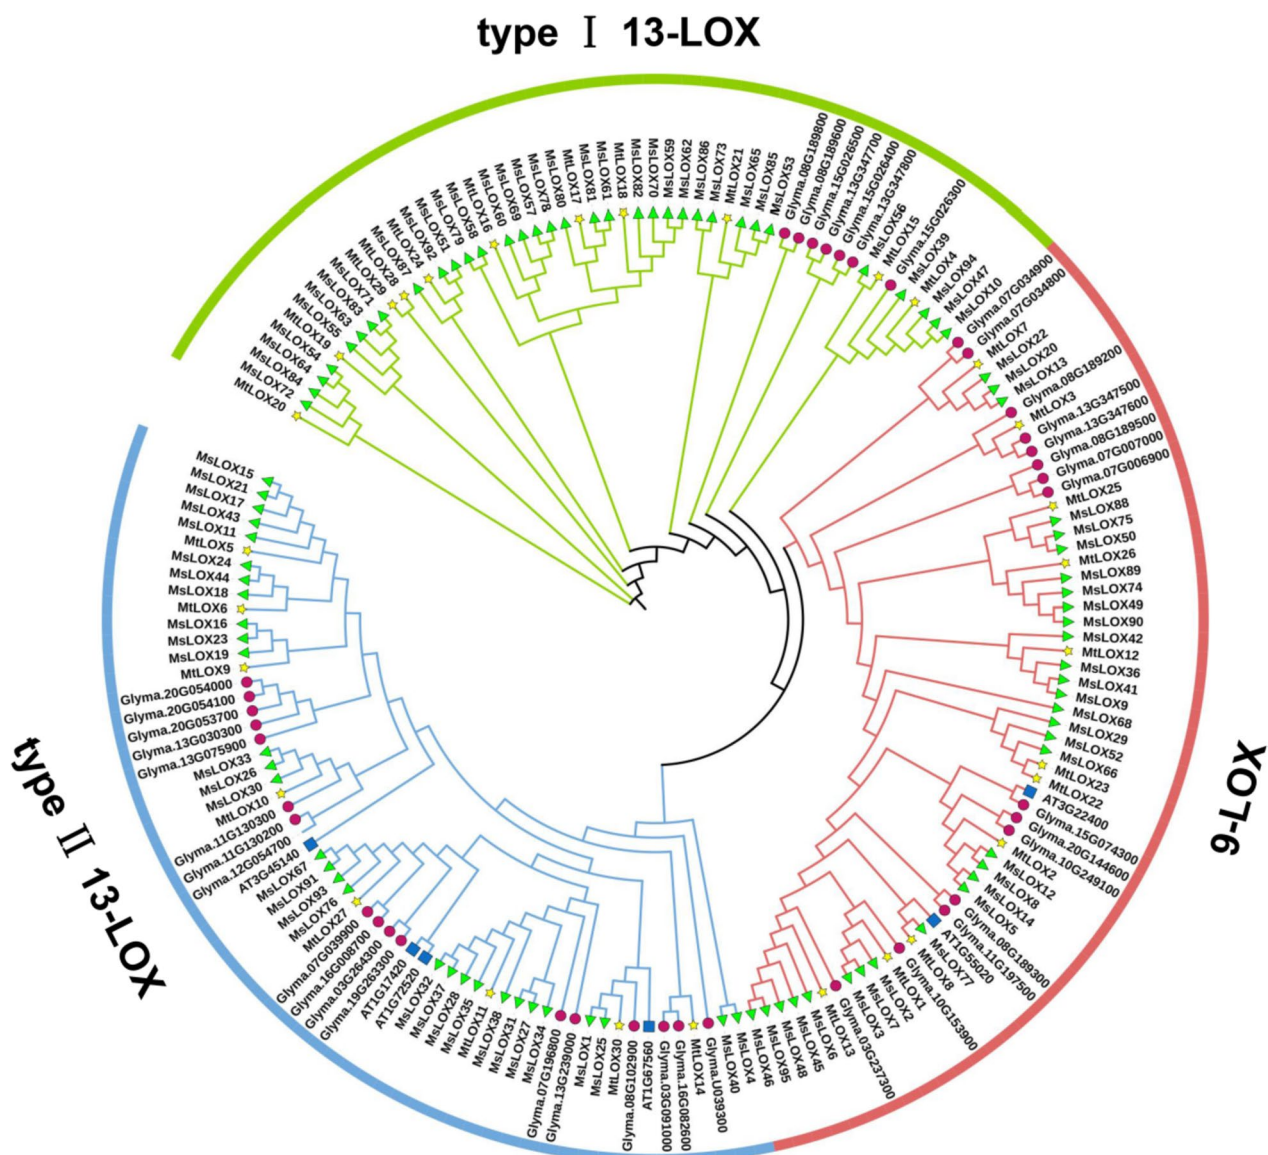 type Ⅰ 13-LOX
MtLOX20
MsLOX72
MsLOX84
MsLOX64
MsLOX54
MtLOX19
MsLOX55
MsLOX63
MsLOX83
MsLOX71
MtLOX29
MtLOX28
MsLOX87
MtLOX24
MsLOX92
MsLOX51
MsLOX79
MsLOX58
MtLOX16
MsLOX60
MsLOX69
MsLOX57
MsLOX78
MsLOX80
MtLOX17
MsLOX81
MsLOX61
MtLOX18
MsLOX82
MsLOX70
MsLOX59
MsLOX62
MsLOX86
MsLOX73
MtLOX21
MsLOX65
MsLOX85
MsLOX53
Glyma.08G189800
Glyma.08G189600
Glyma.15G026500
Glyma.13G347700
Glyma.15G026400
Glyma.13G347800
MsLOX56
MtLOX15
Glyma.15G026300
MsLOX39
MtLOX4
MsLOX94
MsLOX47
MsLOX10
Glyma.07G034900
Glyma.07G034800
MtLOX7
MsLOX22
MsLOX20
MsLOX13
Glyma.08G189200
MtLOX3
Glyma.13G347500
Glyma.13G347600
Glyma.08G189500
Glyma.07G007000
Glyma.07G006900
MtLOX25
MsLOX88
MsLOX75
MsLOX50
MtLOX26
MsLOX89
MsLOX74
MsLOX49
MsLOX90
MsLOX42
MtLOX12
MsLOX36
MsLOX41
MsLOX9
MsLOX68
MsLOX29
MsLOX52
MsLOX66
MtLOX23
MtLOX22
AT3G22400
Glyma.15G074300
Glyma.20G144600
Glyma.10G249100
MtLOX2
MsLOX12
MsLOX8
MsLOX14
MsLOX5
Glyma.08G189300
Glyma.11G197500
AT1G55020
MsLOX77
MtLOX8
Glyma.10G153900
MtLOX1
MsLOX2
MsLOX7
MsLOX3
Glyma.03G237300
MtLOX13
MsLOX6
MsLOX45
MsLOX48
MsLOX95
MsLOX46
MsLOX4
MsLOX40
Glyma.U039300
MtLOX14
Glyma.16G082600
Glyma.03G091000
AT1G67560
Glyma.08G102900
MtLOX30
MsLOX25
MsLOX1
Glyma.13G239000
Glyma.07G196800
MsLOX34
MsLOX27
MsLOX31
MsLOX38
MtLOX11
MsLOX35
MsLOX28
MsLOX37
MsLOX32
AT1G72520
AT1G17420
Glyma.19G263300
Glyma.03G264300
Glyma.16G008700
Glyma.07G039900
MtLOX27
MsLOX76
MsLOX93
MsLOX91
MsLOX67
AT3G45140
Glyma.12G054700
Glyma.11G130200
Glyma.11G130300
MtLOX10
MsLOX30
MsLOX26
MsLOX33
Glyma.13G075900
Glyma.13G030300
Glyma.20G053700
Glyma.20G054100
Glyma.20G054000
MtLOX9
MsLOX19
MsLOX23
MsLOX16
MtLOX6
MsLOX18
MsLOX44
MsLOX24
MtLOX5
MsLOX11
MsLOX43
MsLOX17
MsLOX21
MsLOX15
9-LOX
type Ⅱ 13-LOX